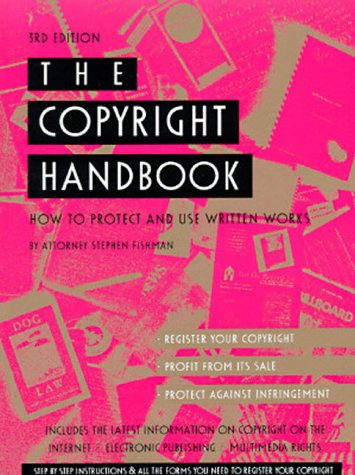 3RD EDITION
THE
COPYRIGHT
HANDBOOK
HOW TO PROTECT AND USE WRITTEN WORKS
BY ATTORNEY STEPHEN FISHMAN
DOG
LAW
BILLBOARD
· REGISTER YOUR COPYRIGHT
· PROFIT FROM ITS SALE
· PROTECT AGAINST INFRINGEMENT
INCLUDES THE LATEST INFORMATION ON COPYRIGHT ON THE
INTERNET · ELECTRONIC PUBLISHING · MULTIMEDIA RIGHTS
STEP BY STEP INSTRUCTIONS & ALL THE FORMS YOU NEED TO REGISTER YOUR COPYRIGHT